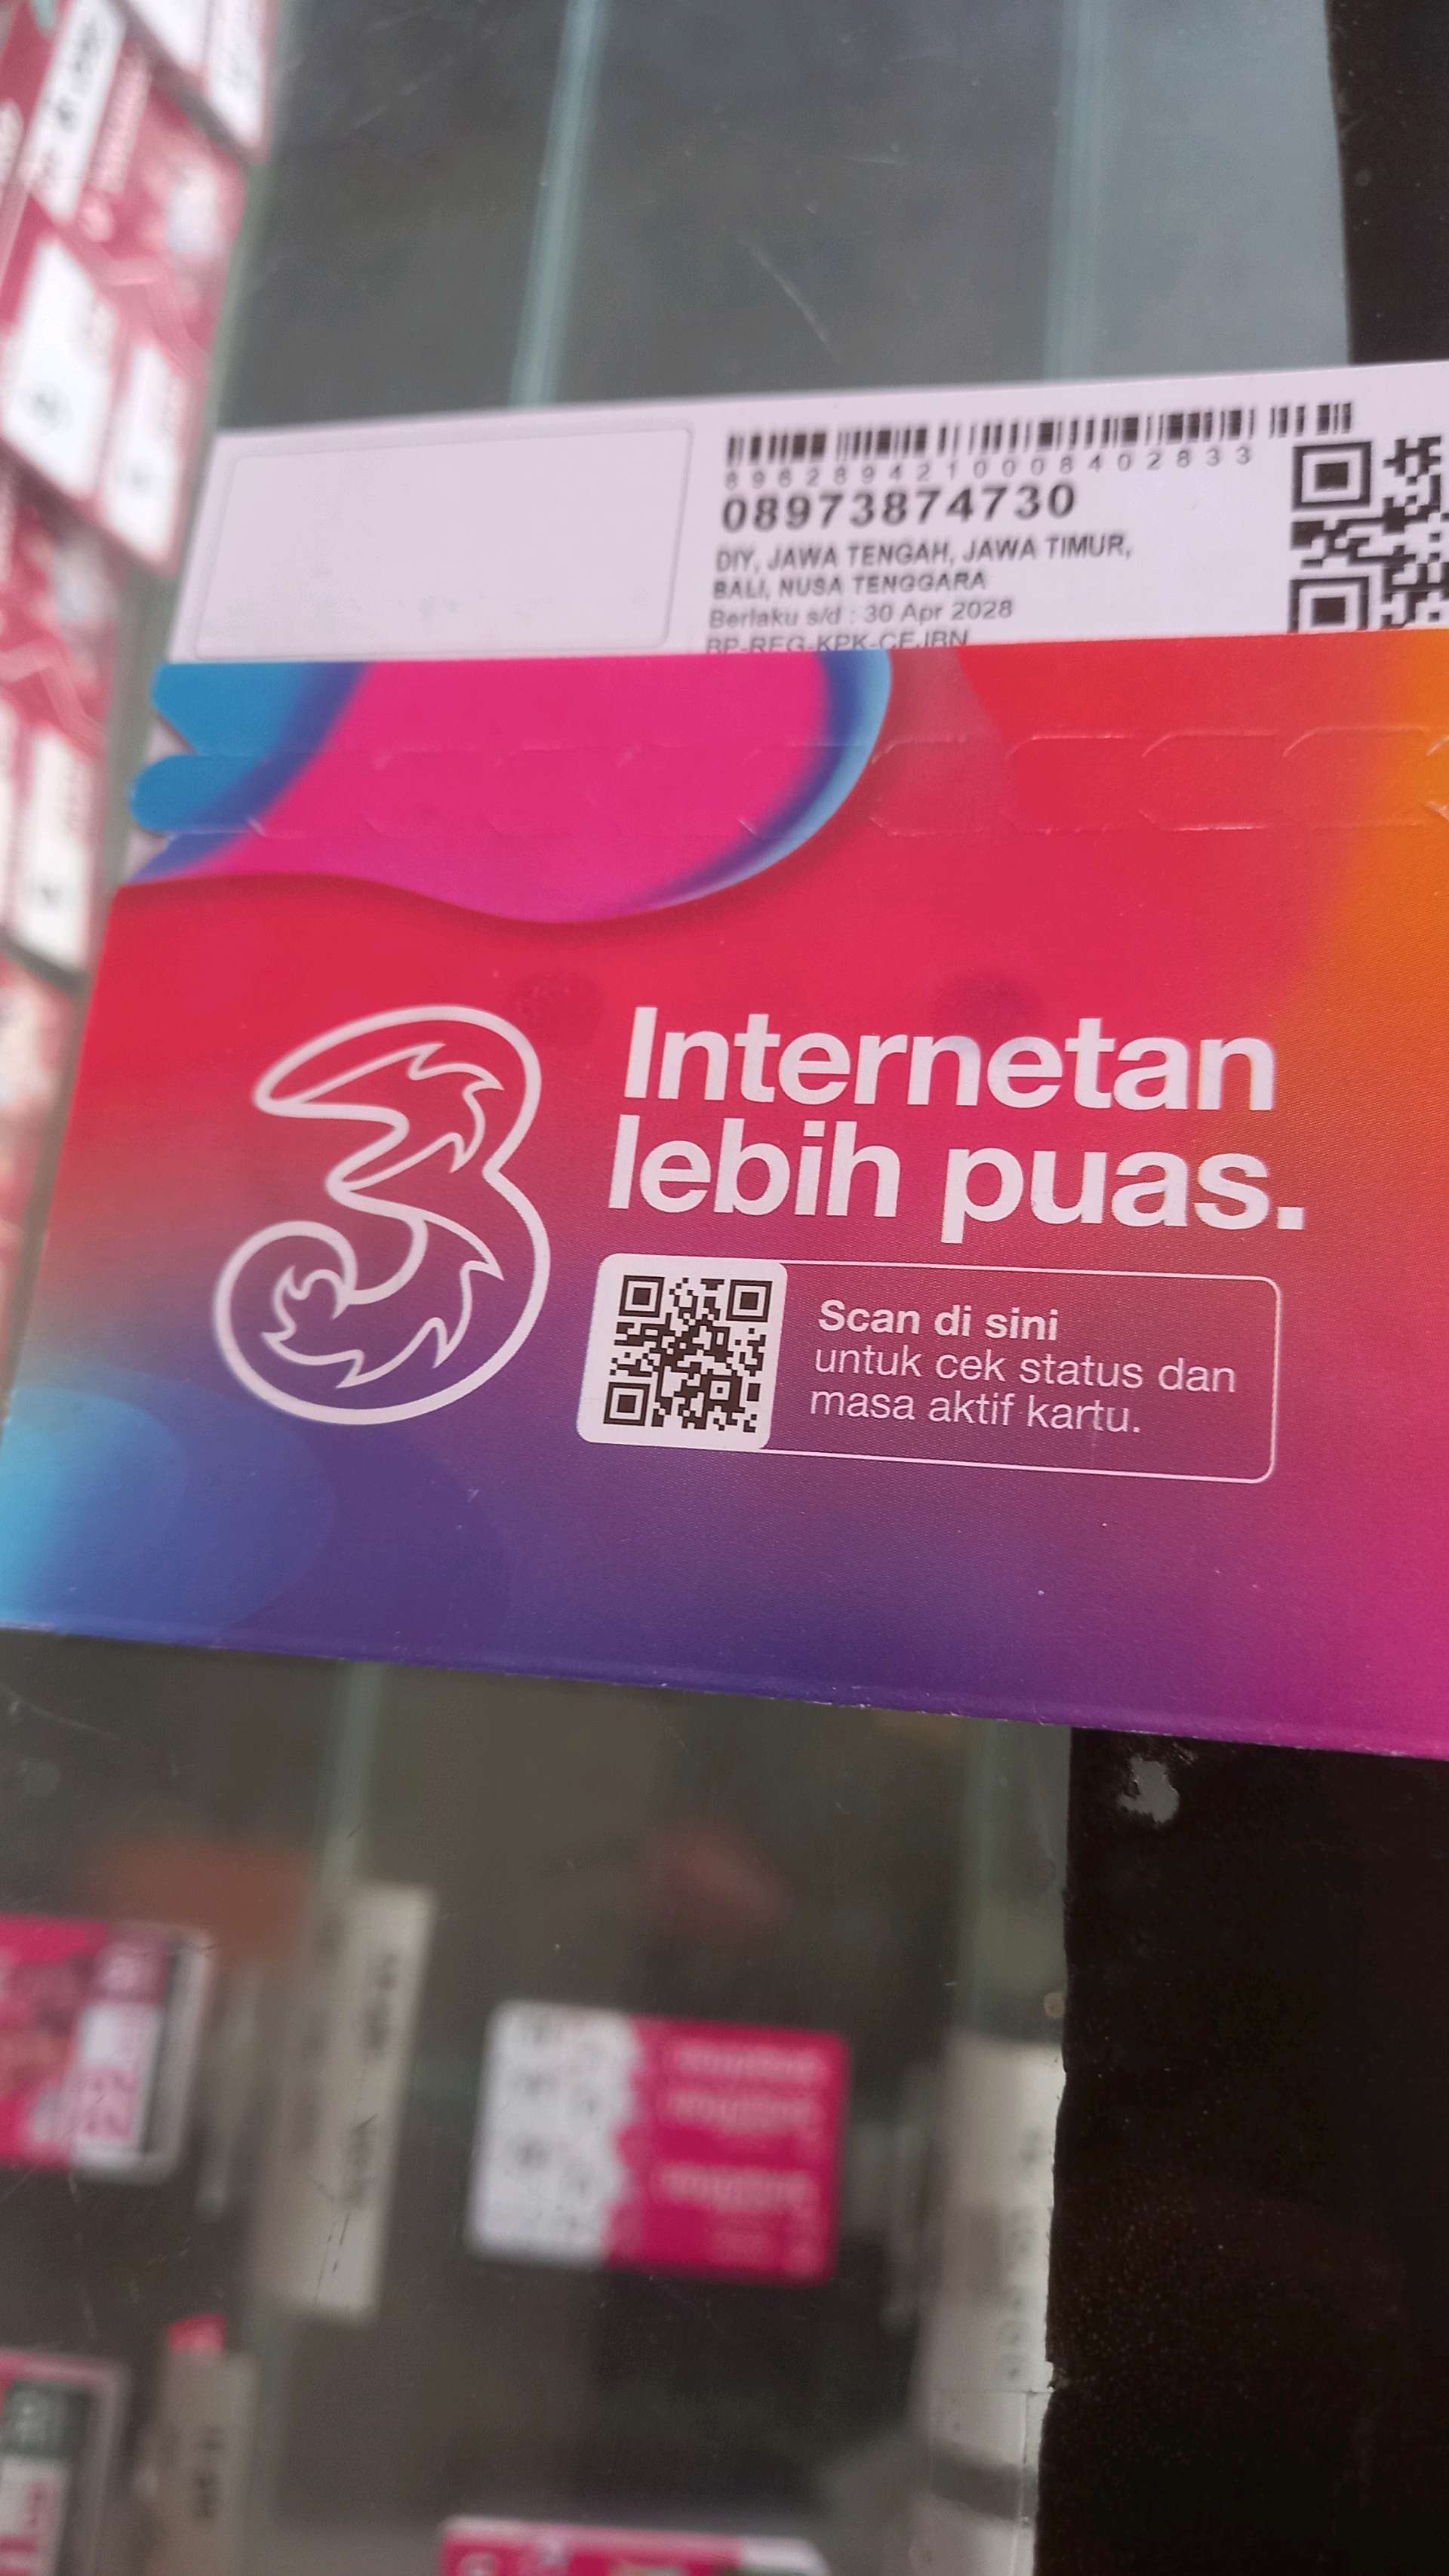 8962894210008402833
08973874730
DIY, JAWA TENGAH, JAWA TIMUR,
BALI, NUSA TENGGARA
Berlaku s/d : 30 Apr 2028
3
Internetan
lebih puas.
Scan di sini
untuk cek status dan
masa aktif kartu.